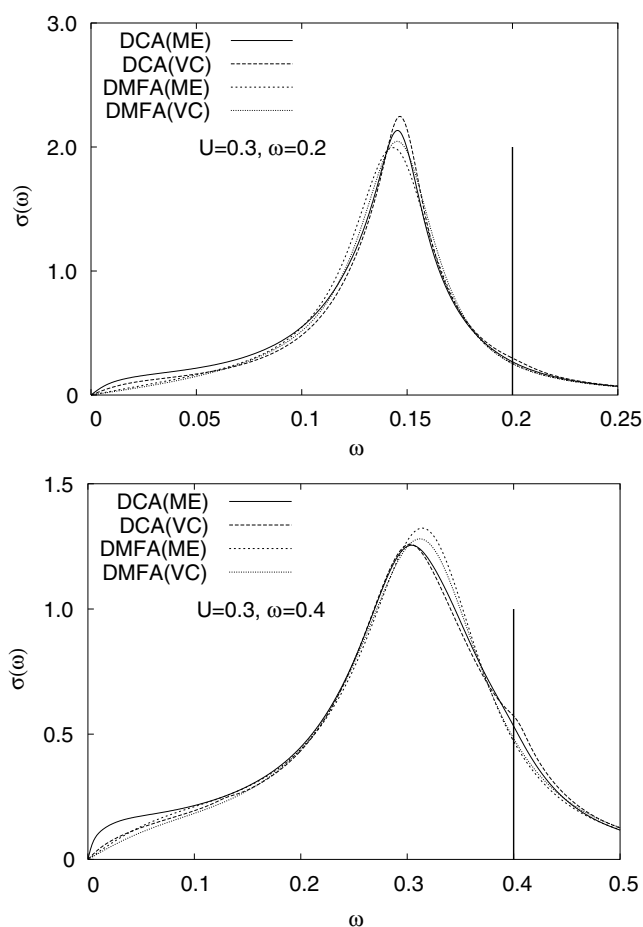 3.0
DCA(ME)
DCA(VC)
DMFA(ME)
DMFA(VC)
U=0.3, ω=0.2
2.0
σ(ω)
1.0
0
0 0.05 0.1 0.15 0.2 0.25
ω
1.5
DCA(ME)
DCA(VC)
DMFA(ME)
DMFA(VC)
U=0.3, ω=0.4
1.0
σ(ω)
0.5
0
0 0.1 0.2 0.3 0.4 0.5
ω